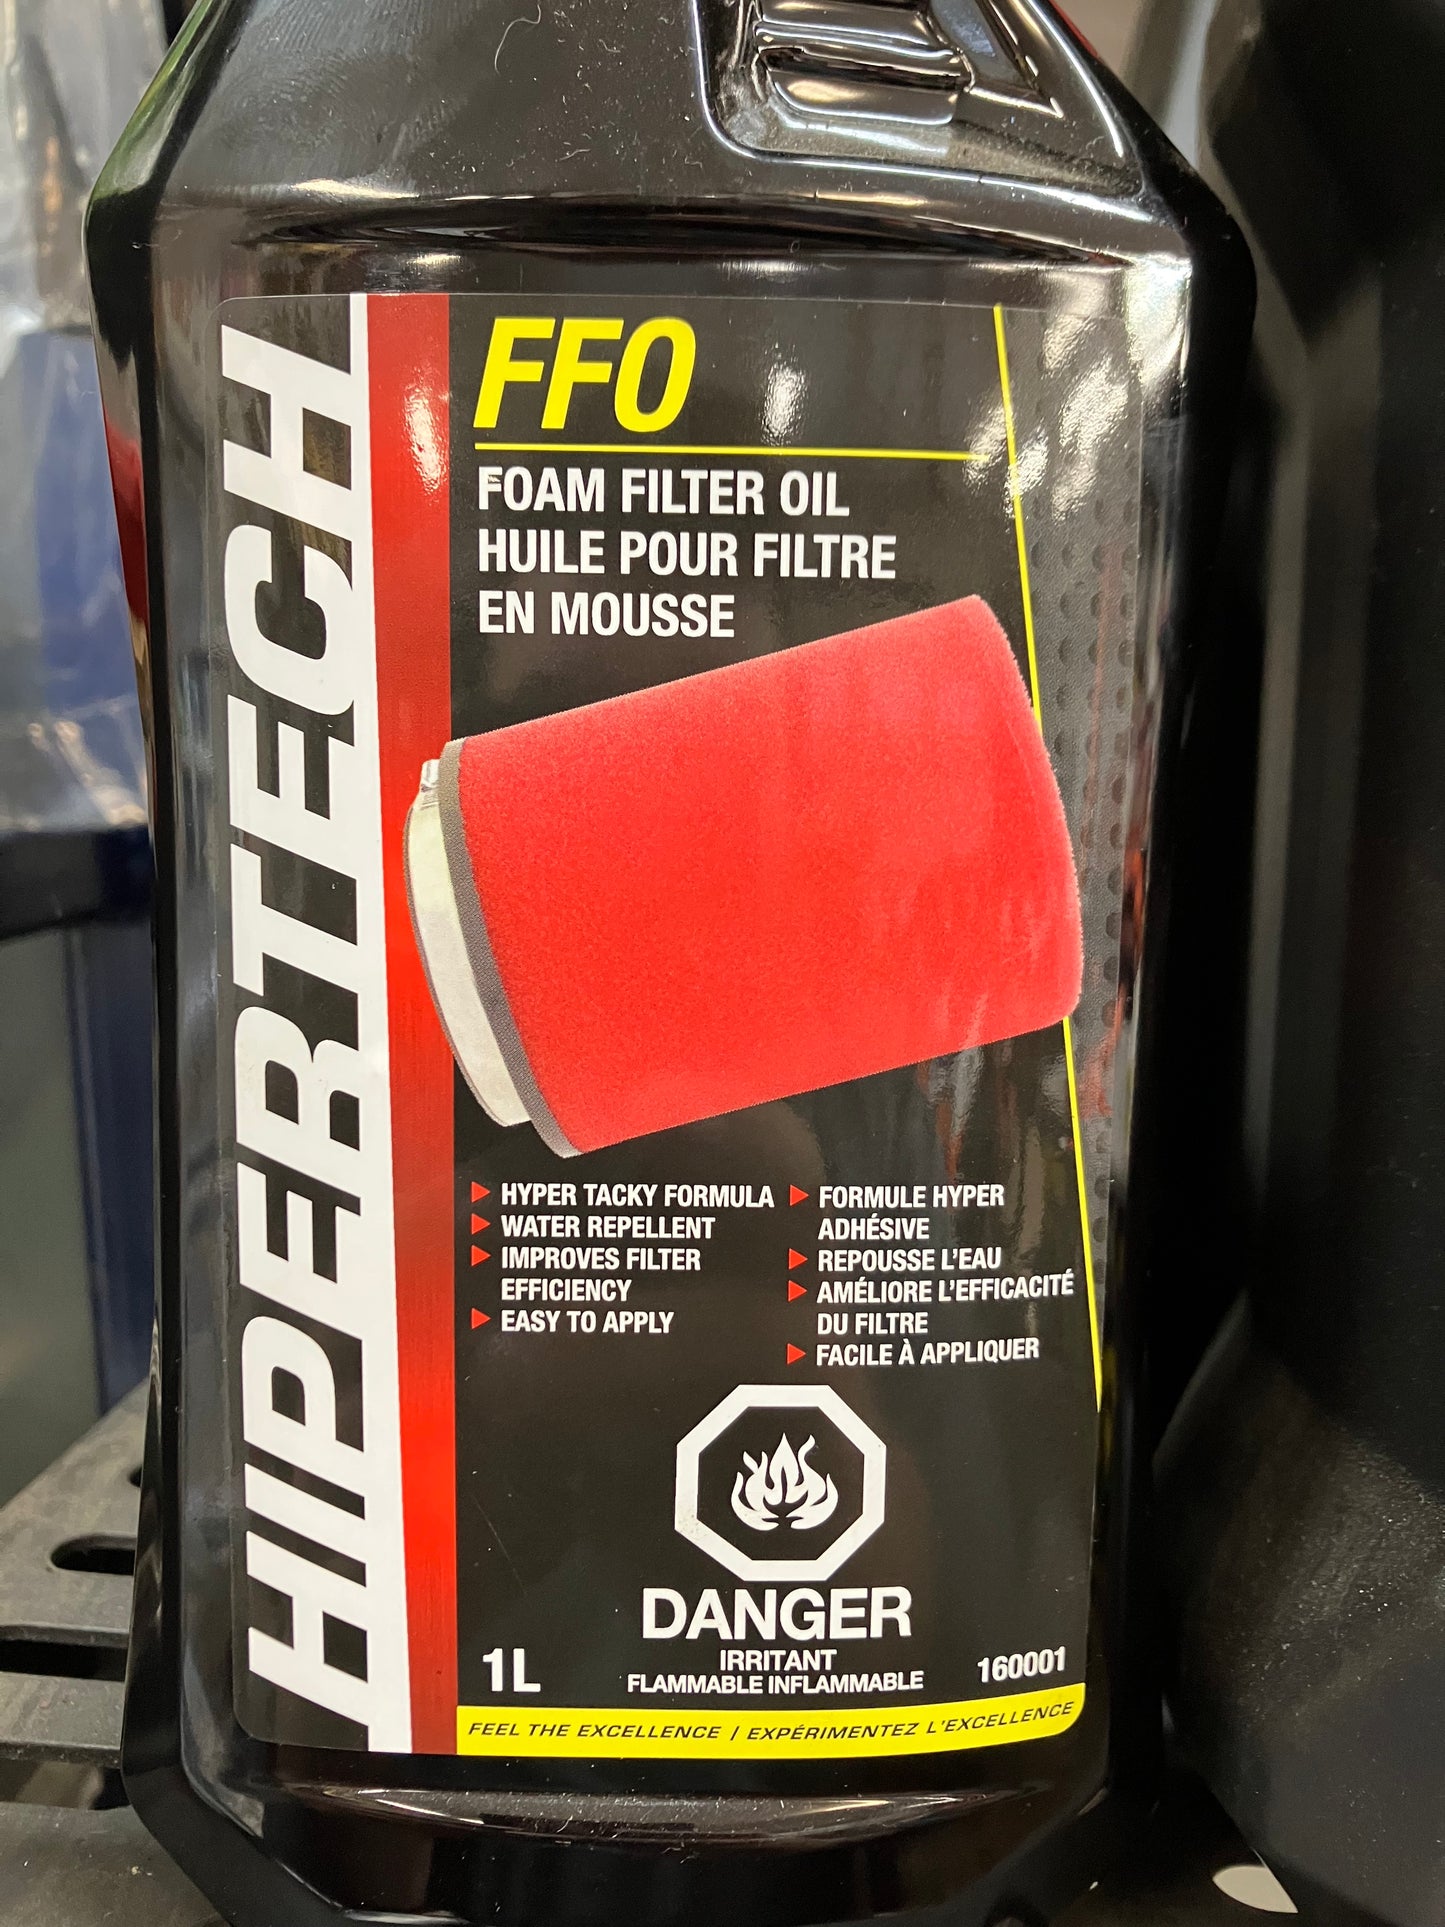 HIPERTECH
FFO
FOAM FILTER OIL
HUILE POUR FILTRE
EN MOUSSE
HYPER TACKY FORMULA
WATER REPELLENT
IMPROVES FILTER
EFFICIENCY
EASY TO APPLY
FORMULE HYPER
ADHÉSIVE
REPOUSSE L'EAU
AMÉLIORE L'EFFICACITÉ
DU FILTRE
FACILE À APPLIQUER
DANGER
IRRITANT
FLAMMABLE INFLAMMABLE
1L
160001
FEEL THE EXCELLENCE / EXPÉRIMENTEZ L'EXCELLENCE